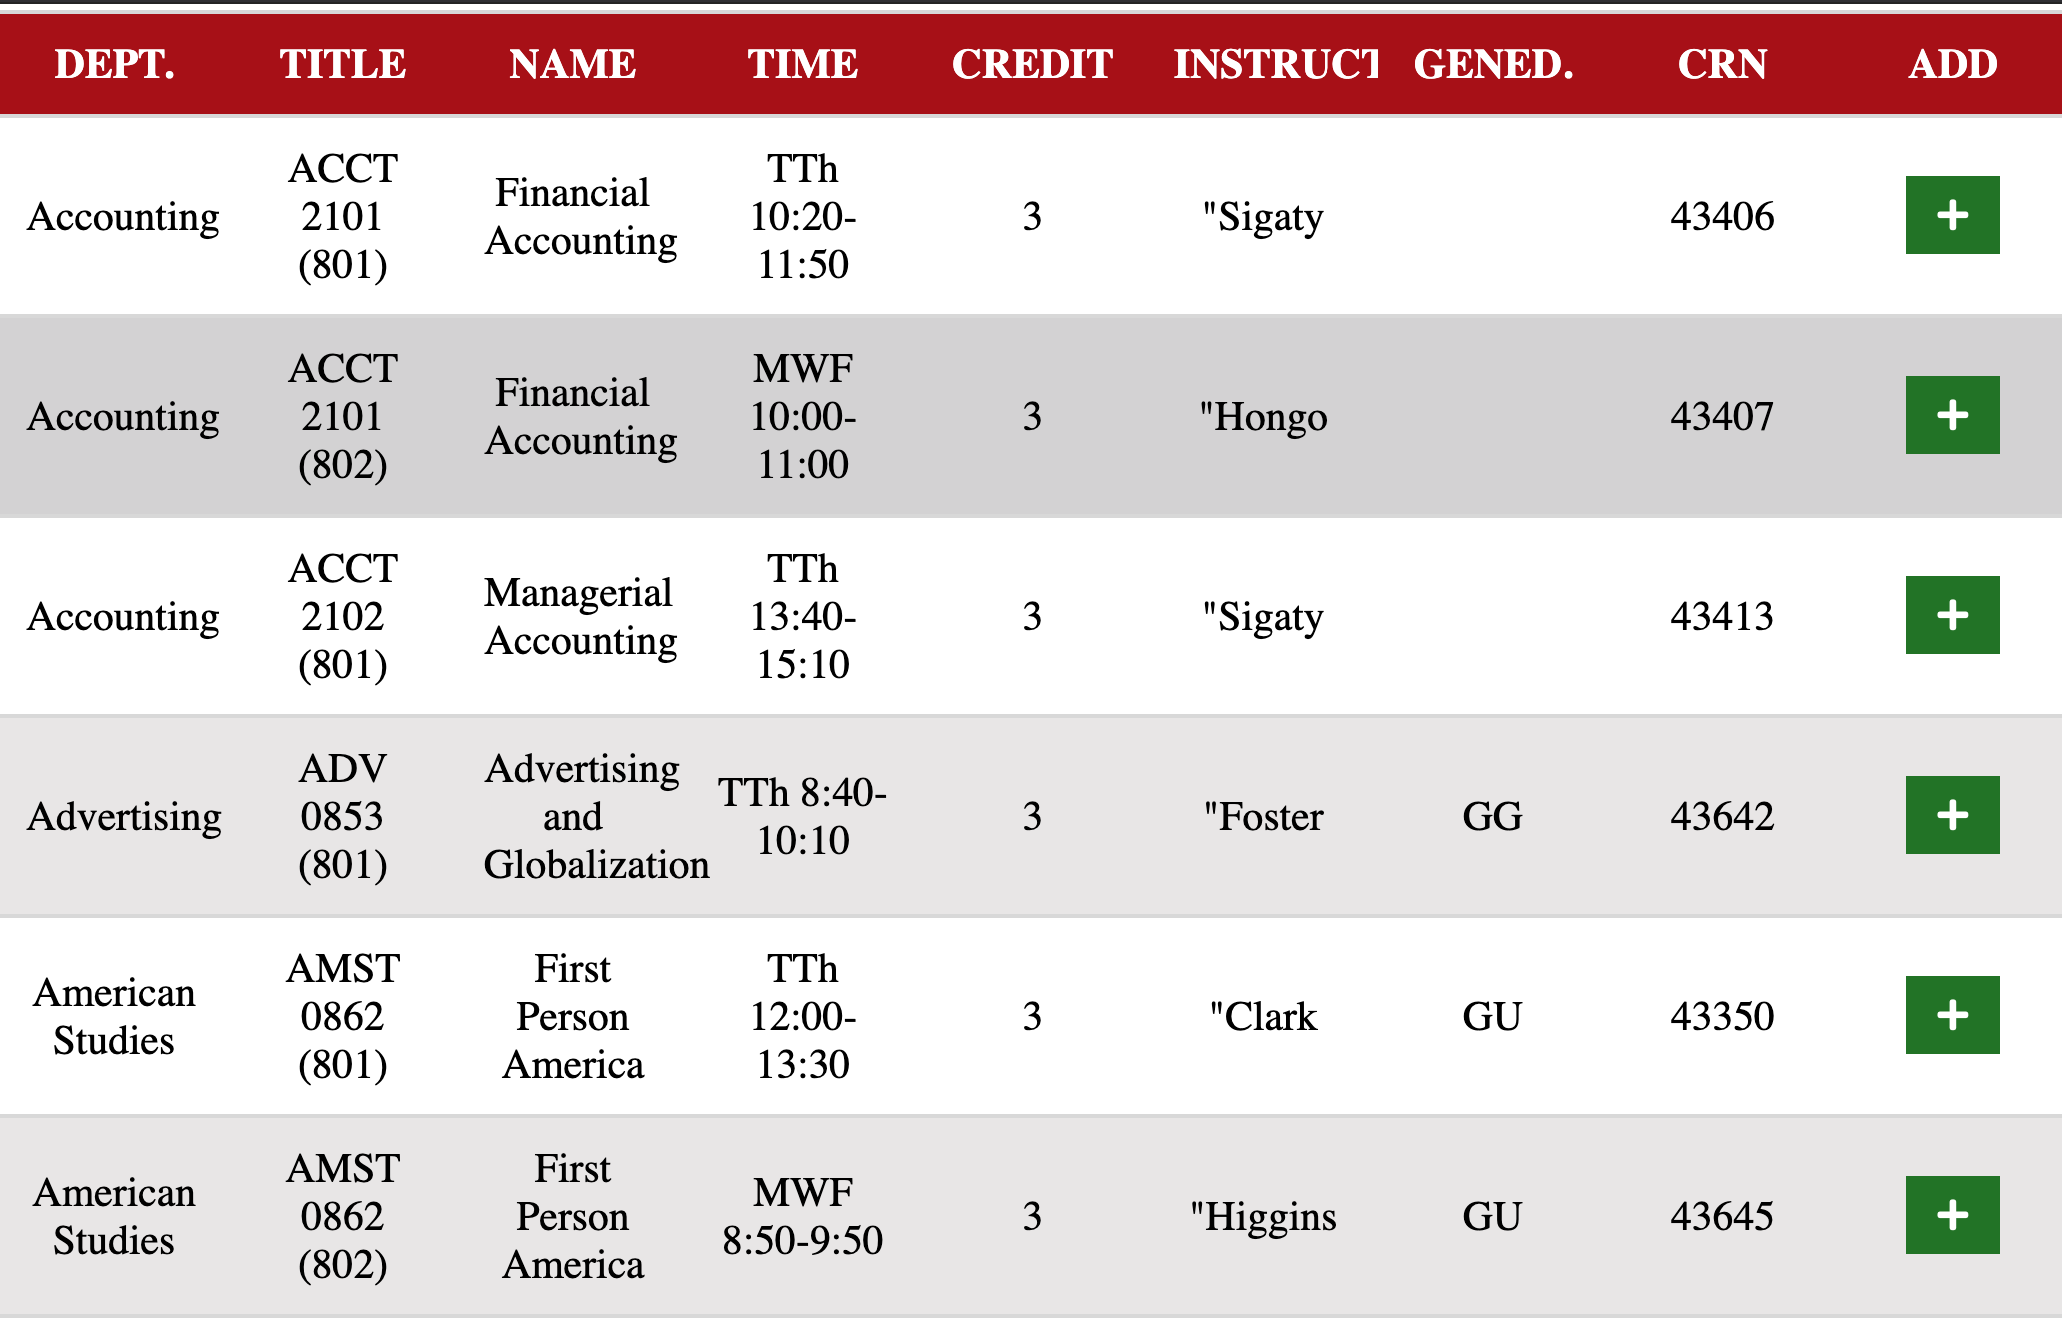 DEPT. TITLE NAME TIME CREDIT INSTRUCT GENED. CRN ADD
Accounting ACCT 2101 (801) Financial Accounting TTh 10:20-11:50 3 "Sigaty 43406 +
Accounting ACCT 2101 (802) Financial Accounting MWF 10:00-11:00 3 "Hongo 43407 +
Accounting ACCT 2102 (801) Managerial Accounting TTh 13:40-15:10 3 "Sigaty 43413 +
Advertising ADV 0853 (801) Advertising and Globalization TTh 8:40-10:10 3 "Foster GG 43642 +
American Studies AMST 0862 (801) First Person America TTh 12:00-13:30 3 "Clark GU 43350 +
American Studies AMST 0862 (802) First Person America MWF 8:50-9:50 3 "Higgins GU 43645 +